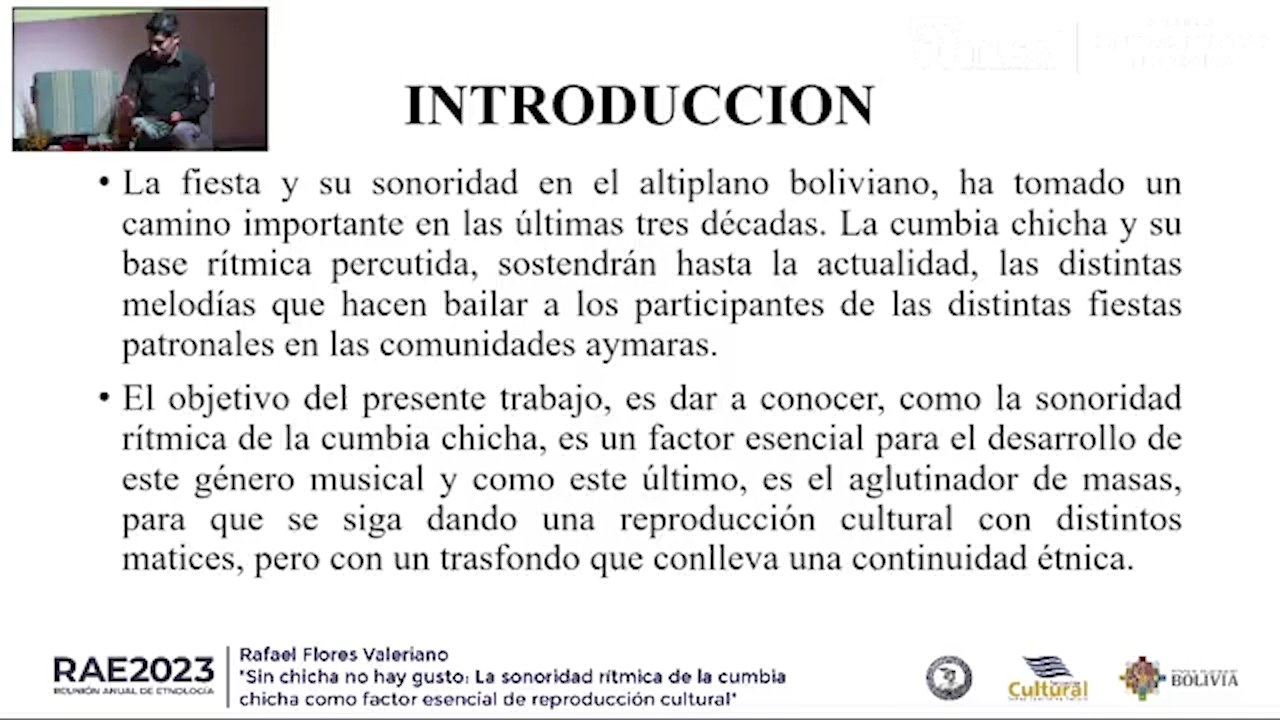 INTRODUCCION
• La fiesta y su sonoridad en el altiplano boliviano, ha tomado un
camino importante en las últimas tres décadas. La cumbia chicha y su
base rítmica percutida, sostendrán hasta la actualidad, las distintas
melodías que hacen bailar a los participantes de las distintas fiestas
patronales en las comunidades aymaras.
• El objetivo del presente trabajo, es dar a conocer, como la sonoridad
rítmica de la cumbia chicha, es un factor esencial para el desarrollo de
este género musical y como este último, es el aglutinador de masas,
para que se siga dando una reproducción cultural con distintos
matices, pero con un trasfondo que conlleva una continuidad étnica.
RAE2023
REUNIÓN ANUAL DE ETNOLOGÍA
Rafael Flores Valeriano
"Sin chicha no hay gusto: La sonoridad rítmica de la cumbia
chicha como factor esencial de reproducción cultural"
Cultural
BOLIVIA